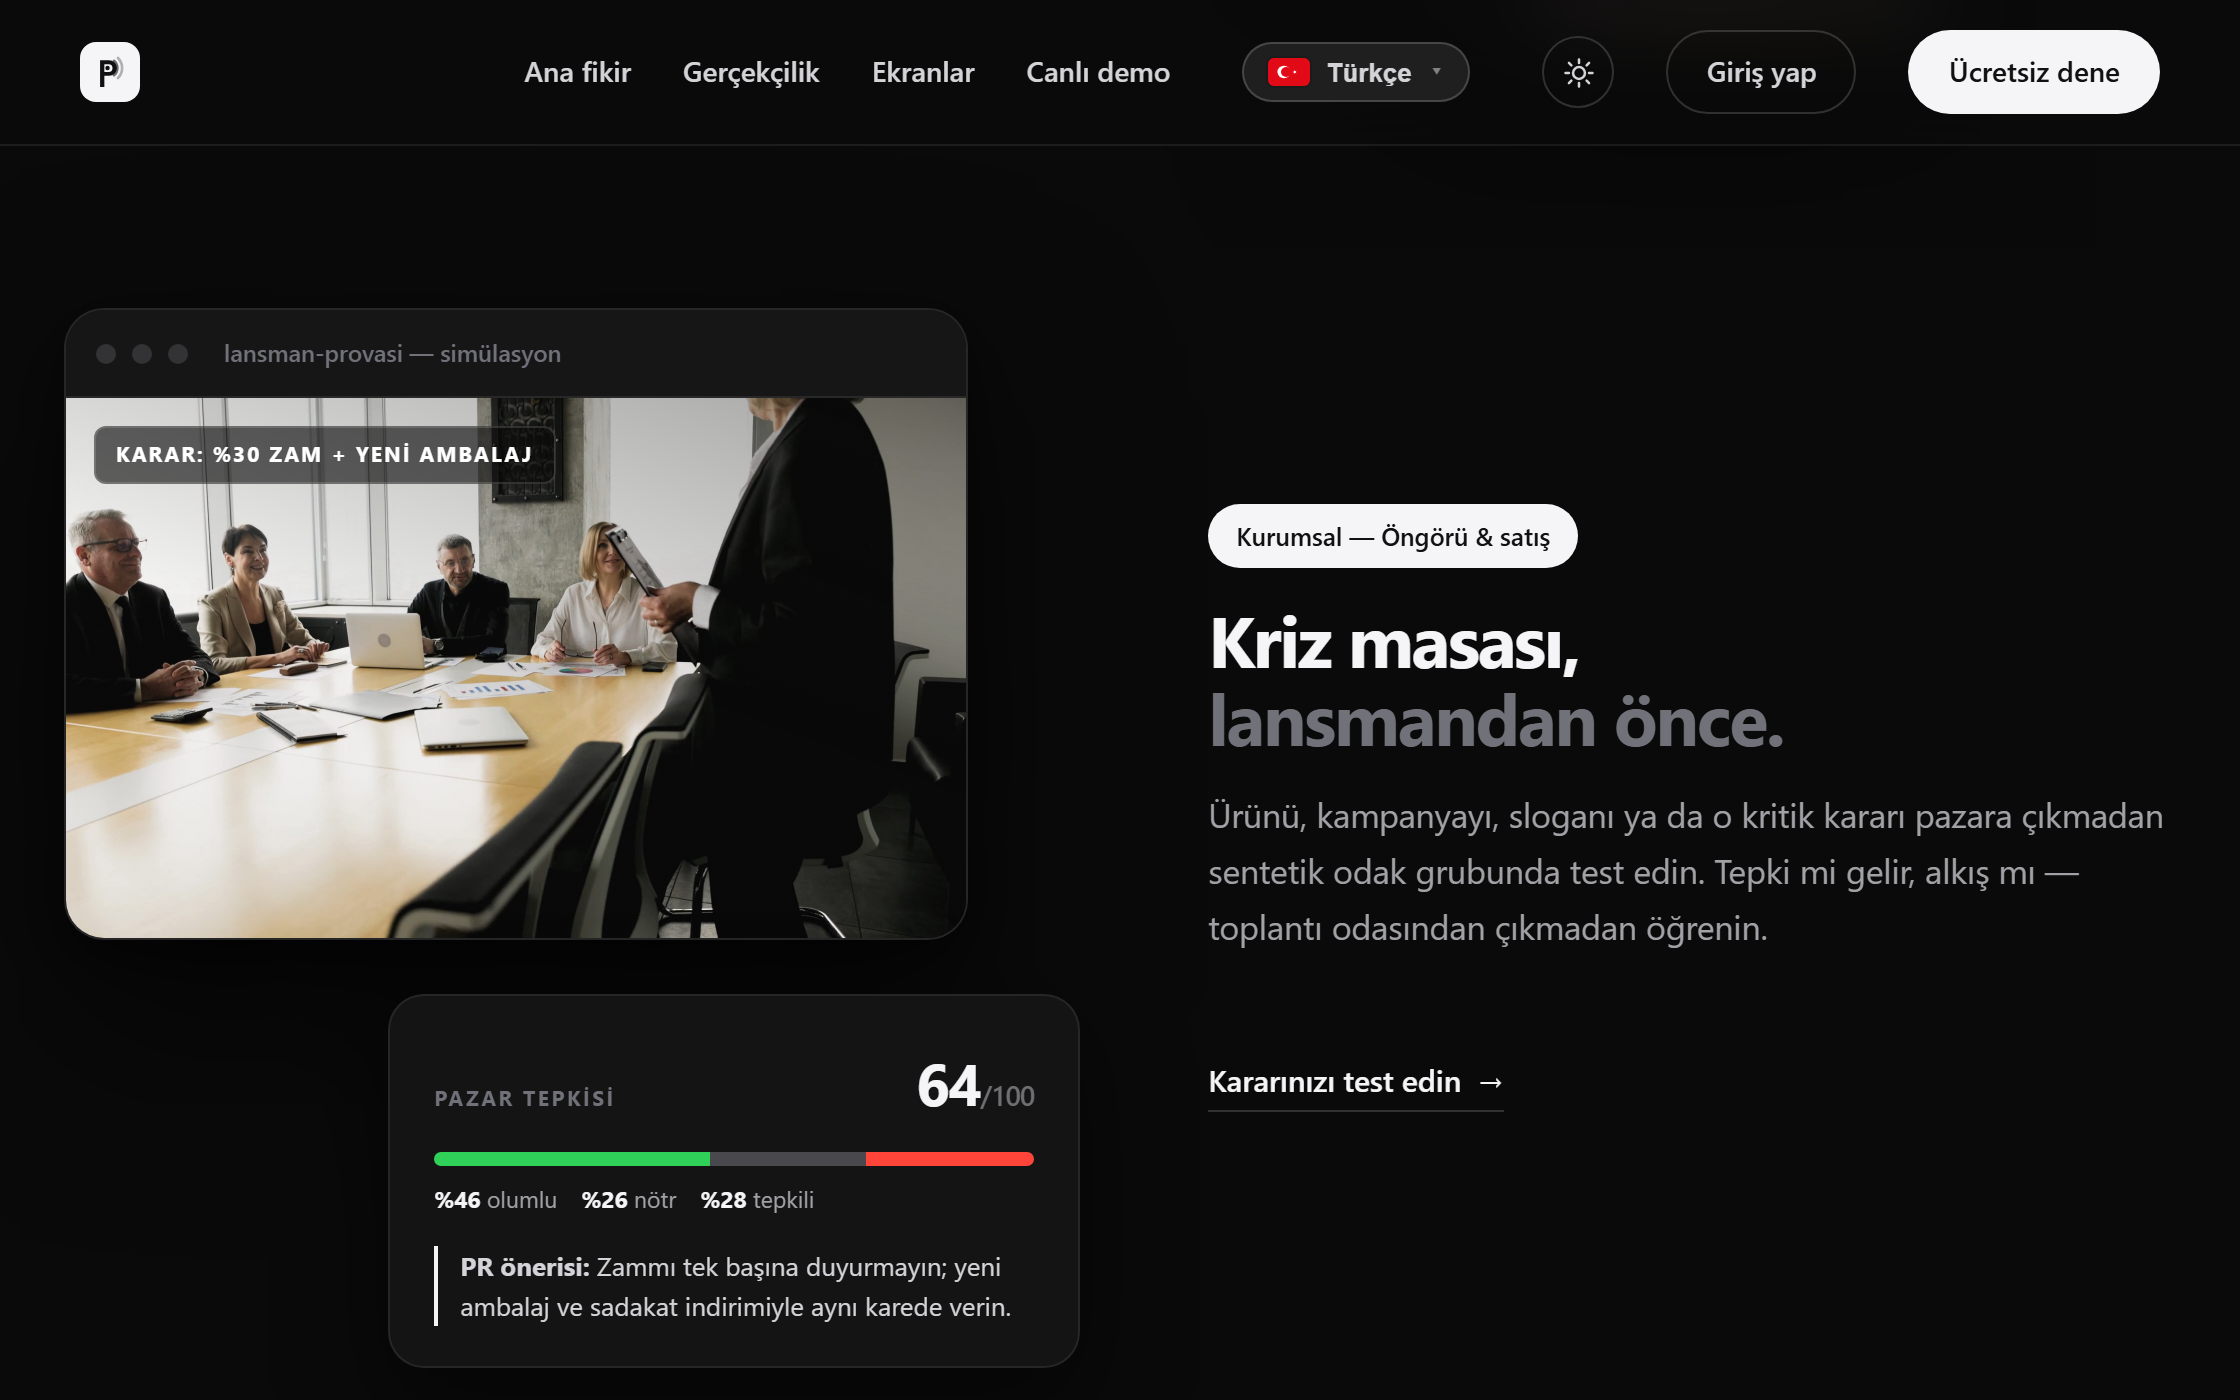 P
Ana fikir
Gerçekçilik
Ekranlar
Canlı demo
Türkçe
Giriş yap
Ücretsiz dene
lansman-provasi — simülasyon
KARAR: %30 ZAM + YENİ AMBALAJ
Kurumsal — Öngörü & satış
Kriz masası,
lansmandan önce.
Ürünü, kampanyayı, sloganı ya da o kritik kararı pazara çıkmadan
sentetik odak grubunda test edin. Tepki mi gelir, alkış mı —
toplantı odasından çıkmadan öğrenin.
Kararınızı test edin →
PAZAR TEPKİSİ
64/100
%46 olumlu %26 nötr %28 tepkili
PR önerisi: Zammı tek başına duyurmayın; yeni
ambalaj ve sadakat indirimiyle aynı karede verin.